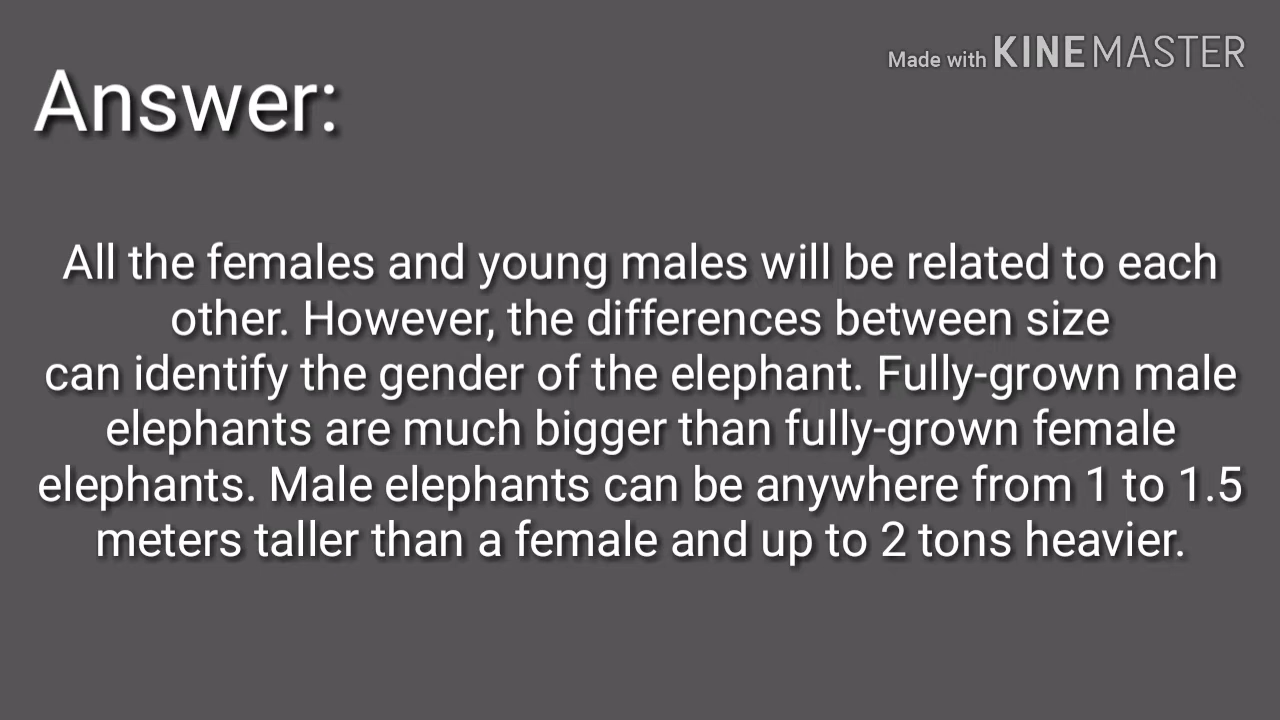 Made with KINEMASTER
Answer:
All the females and young males will be related to each
other. However, the differences between size
can identify the gender of the elephant. Fully-grown male
elephants are much bigger than fully-grown female
elephants. Male elephants can be anywhere from 1 to 1.5
meters taller than a female and up to 2 tons heavier.